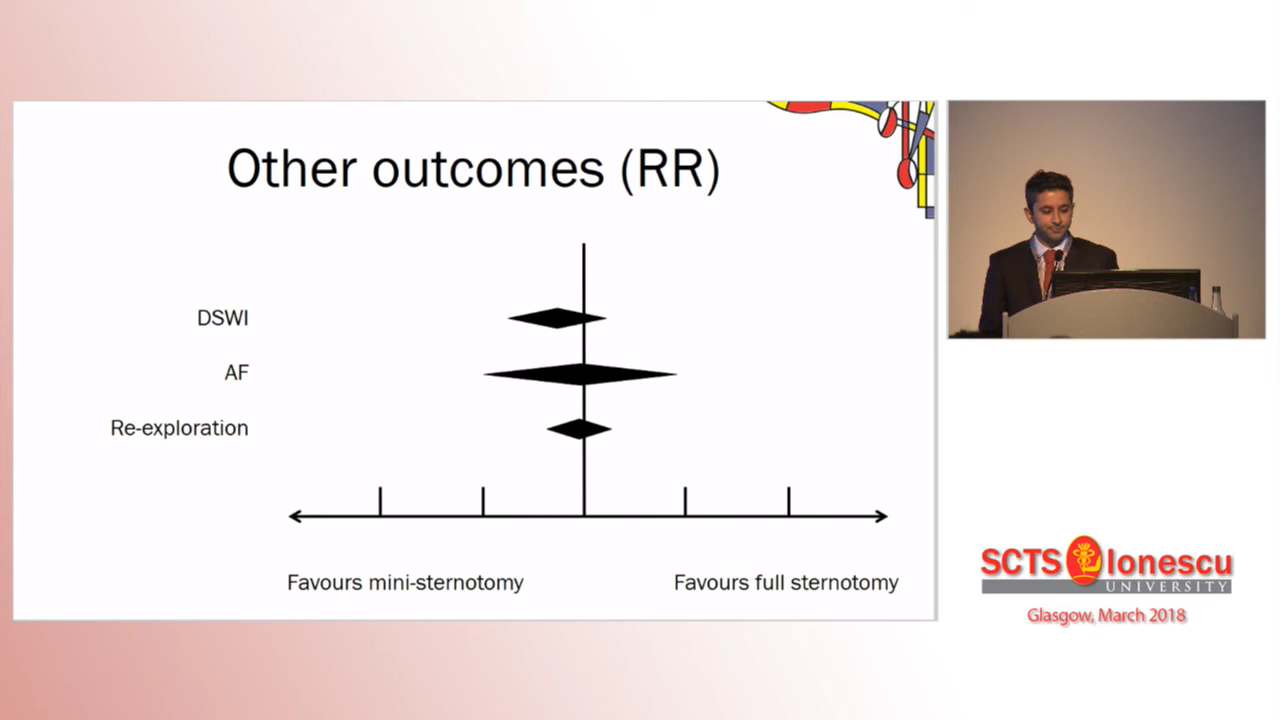 Other outcomes (RR)
DSWI
AF
Re-exploration
Favours mini-sternotomy
Favours full sternotomy
SCTS Ionescu
UNIVERSITY
Glasgow, March 2018